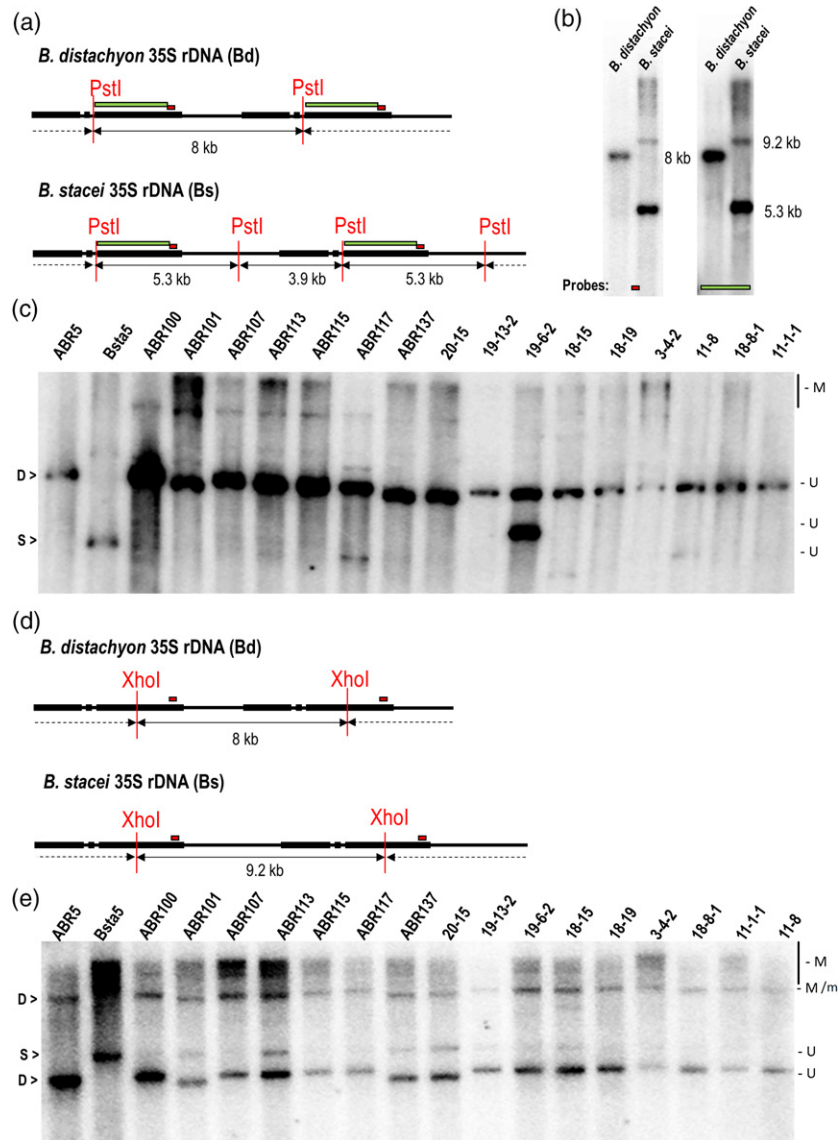 (a)
B. distachyon 35S rDNA (Bd)
PstI PstI
8 kb
B. stacei 35S rDNA (Bs)
PstI PstI PstI PstI
5.3 kb 3.9 kb 5.3 kb
(b)
B. distachyon B. stacei B. distachyon B. stacei
8 kb
9.2 kb
5.3 kb
Probes:
(c)
ABR5 Bsta5 ABR100 ABR101 ABR107 ABR113 ABR115 ABR117 ABR137 20-15 19-13-2 19-6-2 18-15 18-19 3-4-2 11-8 18-8-1 11-1-1
- M
D > - U
- U
S > - U
(d)
B. distachyon 35S rDNA (Bd)
XhoI XhoI
8 kb
B. stacei 35S rDNA (Bs)
XhoI XhoI
9.2 kb
(e)
ABR5 Bsta5 ABR100 ABR101 ABR107 ABR113 ABR115 ABR117 ABR137 20-15 19-13-2 19-6-2 18-15 18-19 3-4-2 18-8-1 11-1-1 11-8
- M
D > - M/m
S > - U
D > - U